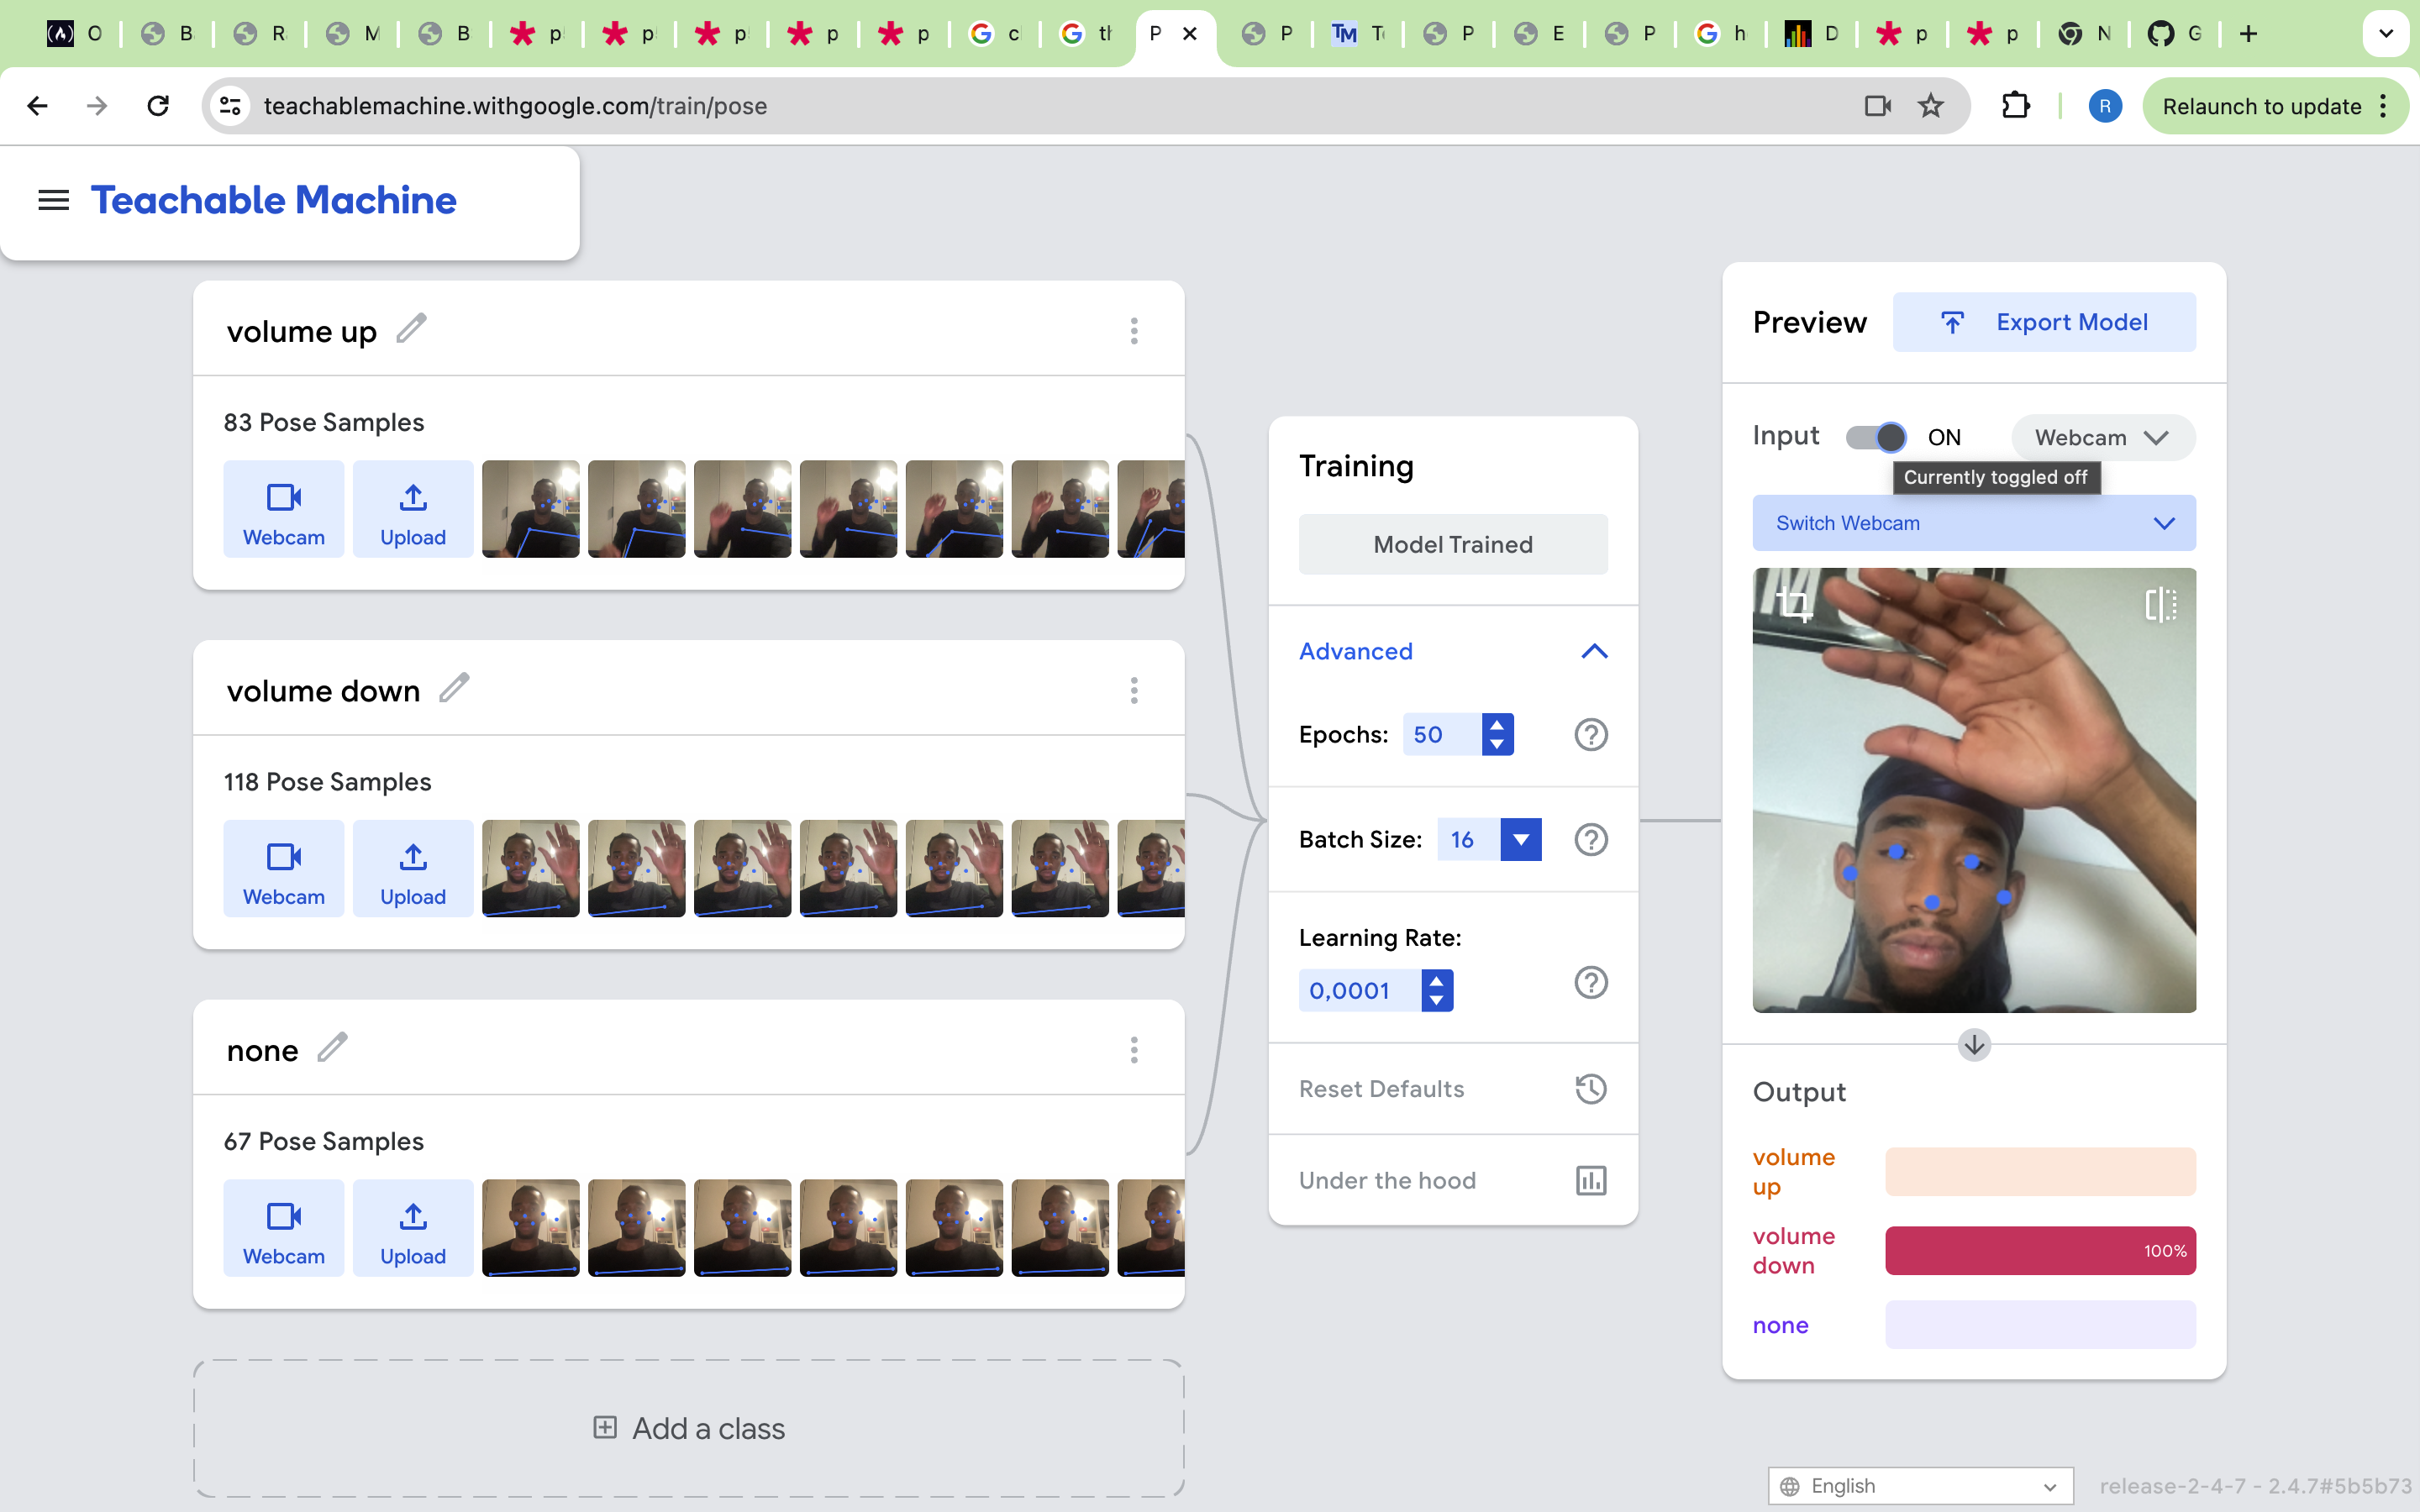 O
B
R
M
B
p
p
p
p
p
c
th
P
P
TM
T
P
E
P
h
D
p
p
N
G
teachablemachine.withgoogle.com/train/pose
R
Relaunch to update
Teachable Machine
volume up
83 Pose Samples
Webcam
Upload
volume down
118 Pose Samples
Webcam
Upload
none
67 Pose Samples
Webcam
Upload
Add a class
Training
Model Trained
Advanced
Epochs: 50
Batch Size: 16
Learning Rate:
0,0001
Reset Defaults
Under the hood
Preview
Export Model
Input ON Webcam
Currently toggled off
Switch Webcam
Output
volume
up
volume
down
100%
none
English
release-2-4-7 - 2.4.7#5b5b73